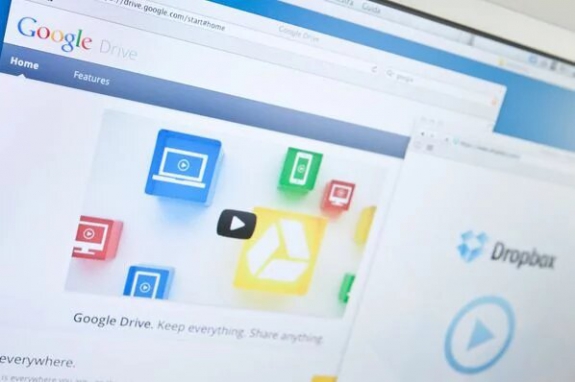 //drive.google.com/start#home
Google Drive
Google Drive
google
Home
Features
Dropbox
Google Drive. Keep everything. Share anything
everywhere.